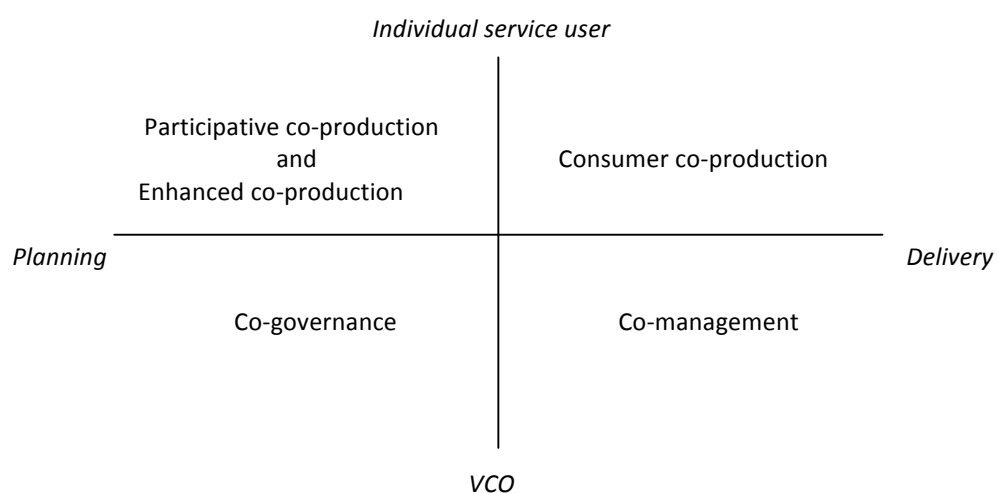 Individual service user
Participative co-production
and
Enhanced co-production
Consumer co-production
Planning
Delivery
Co-governance
Co-management
VCO